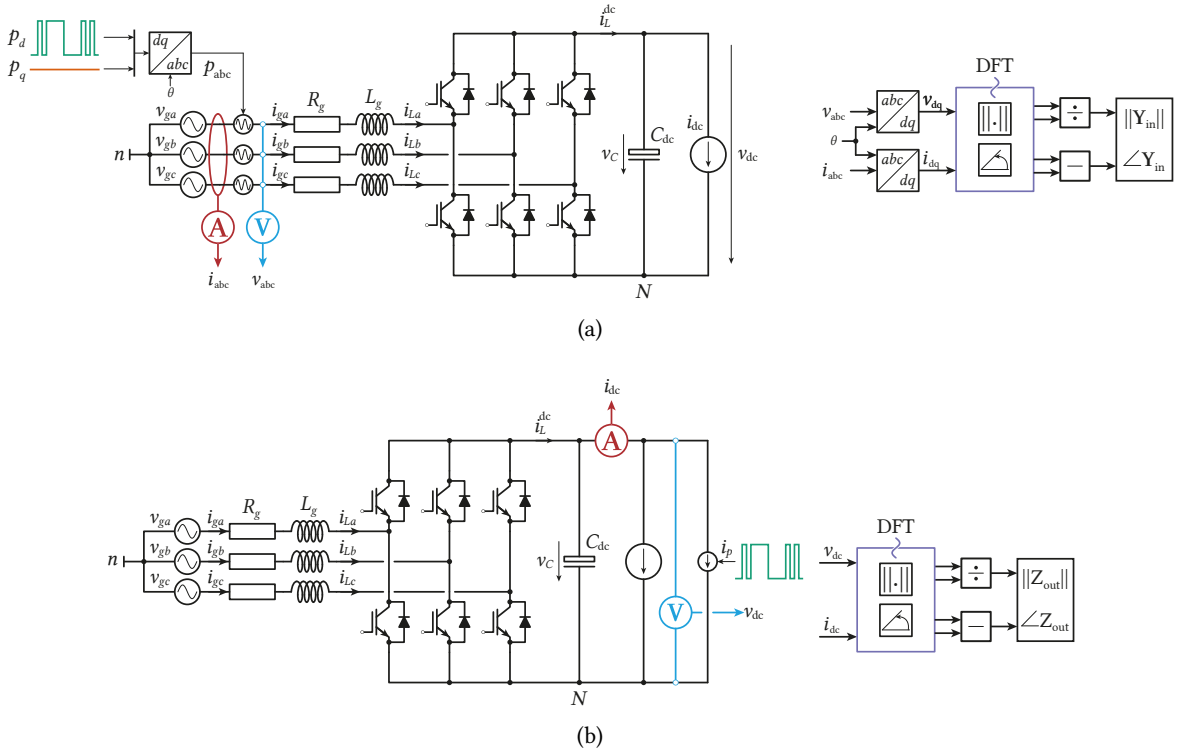 p_d
p_q
dq
abc
θ
p_abc
i_L^dc
v_ga R_g L_g i_La
i_ga
n v_gb i_gb i_Lb
v_gc i_gc i_Lc
A V
i_abc v_abc
v_C C_dc i_dc v_dc
N
DFT
v_abc abc dq v_dq ||·|| ÷ ||Y_in||
θ
i_abc abc dq i_dq − ∠Y_in
(a)
i_dc
i_L^dc A
v_ga i_ga R_g L_g i_La
n v_gb i_gb i_Lb
v_gc i_gc i_Lc
v_C C_dc i_p
V v_dc
N
DFT
v_dc ||·|| ÷ ||Z_out||
i_dc − ∠Z_out
(b)